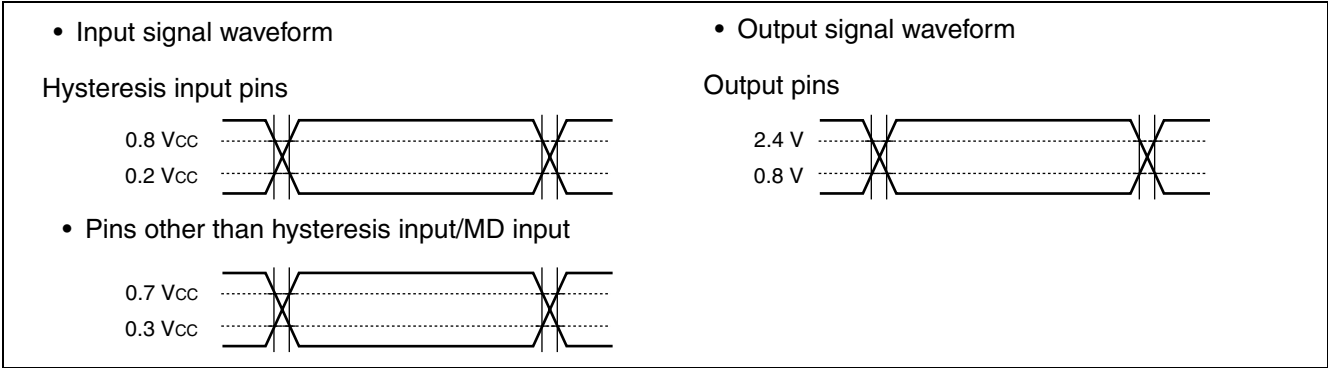 • Input signal waveform
Hysteresis input pins
0.8 Vcc
0.2 Vcc
• Pins other than hysteresis input/MD input
0.7 Vcc
0.3 Vcc
• Output signal waveform
Output pins
2.4 V
0.8 V